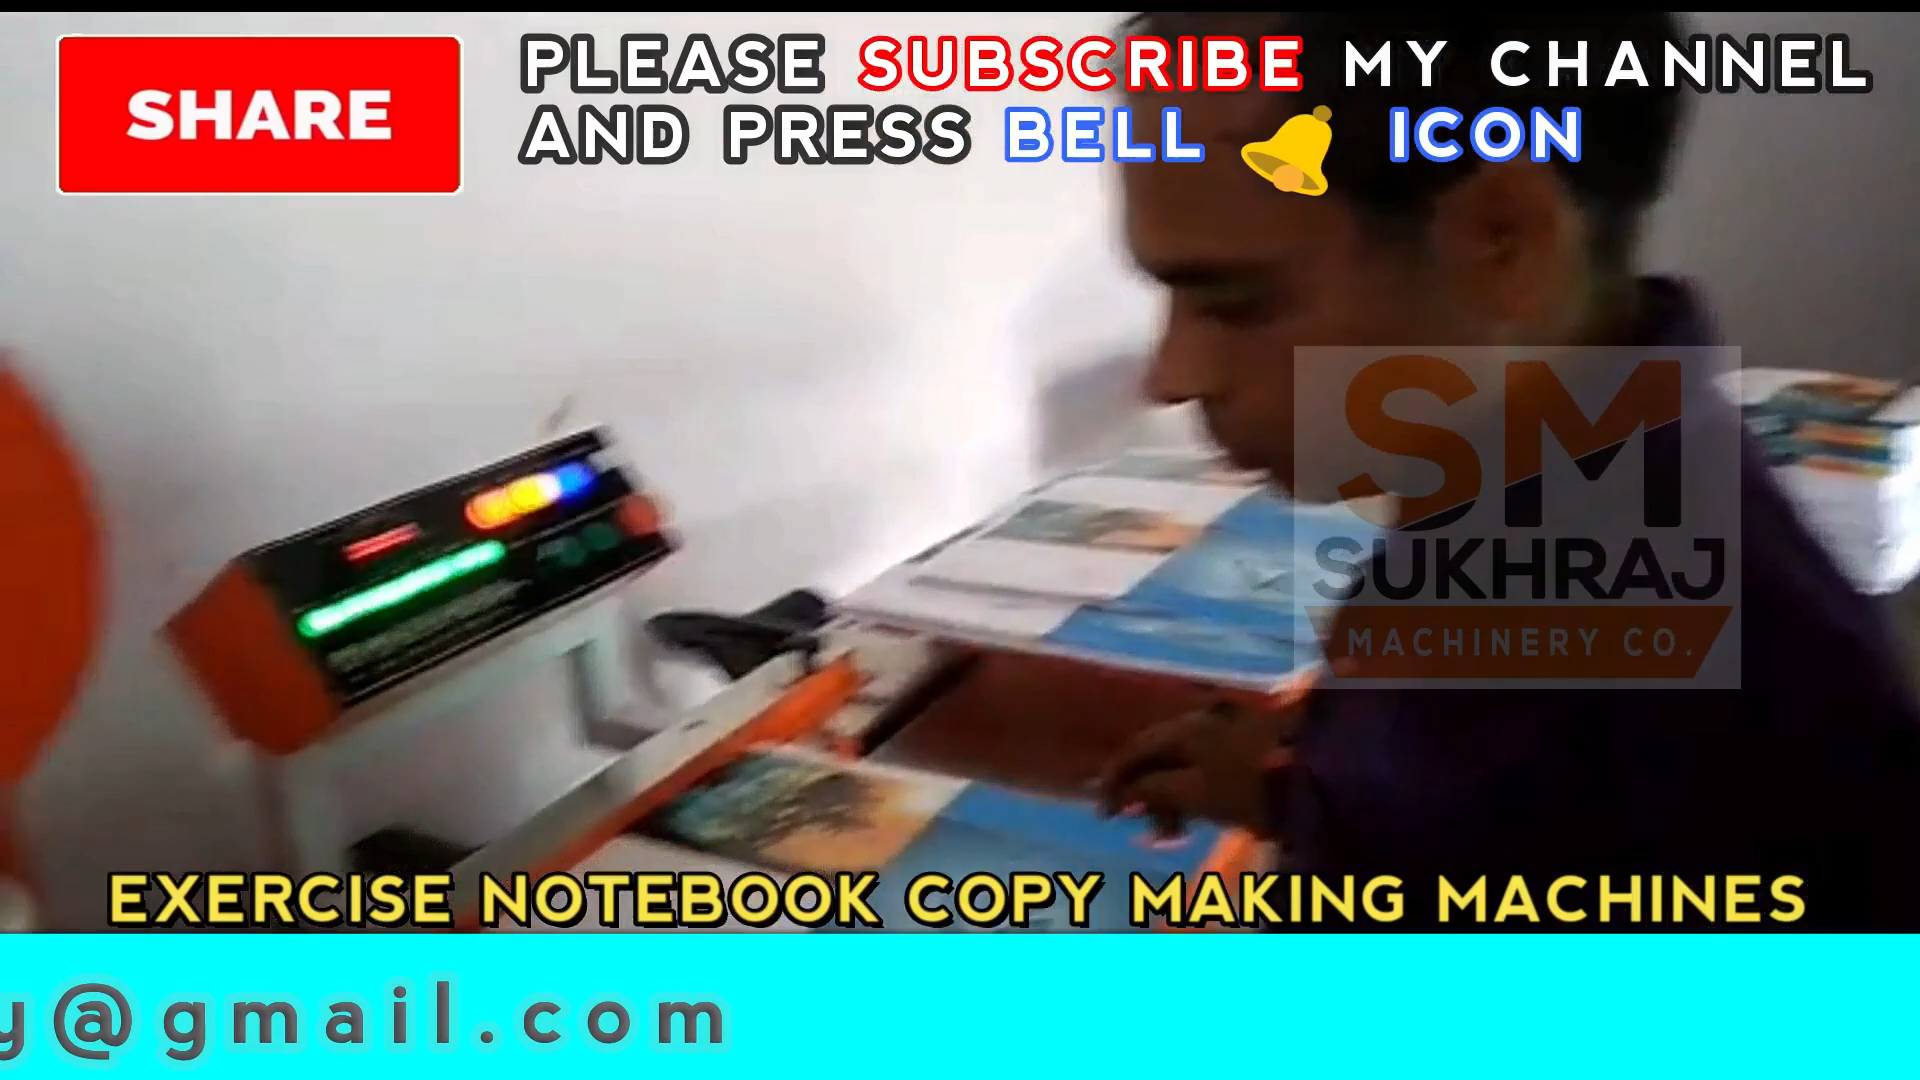 SHARE
PLEASE SUBSCRIBE MY CHANNEL
AND PRESS BELL ICON
SM
SUKHRAJ
MACHINERY CO.
EXERCISE NOTEBOOK COPY MAKING MACHINES
y@gmail.com